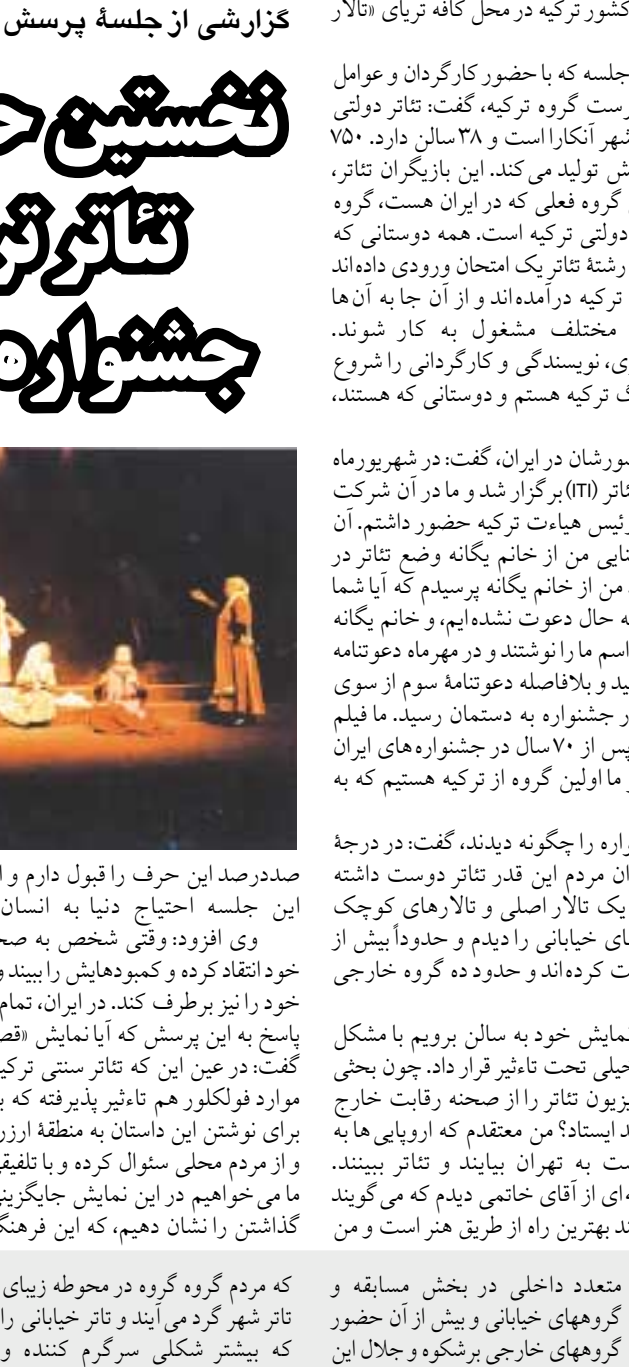 گزارشی از جلسهٔ پرسش
نخستین
تئاتر
جشنواره
کشور ترکیه در محل کافه تریای «تالار
جلسه که با حضور کارگردان و عوامل
رست گروه ترکیه، گفت: تئاتر دولتی
شهر آنکارا است و ۳۸ سالن دارد. ۷۵۰
ش تولید می‌کند. این بازیگران تئاتر،
گروه فعلی که در ایران هست، گروه
دولتی ترکیه است. همه دوستانی که
رشتهٔ تئاتر یک امتحان ورودی داده‌اند
ترکیه درآمده‌اند و از آن جا به آن‌ها
مختلف مشغول به کار شوند.
ی، نویسندگی و کارگردانی را شروع
گ ترکیه هستم و دوستانی که هستند،
ضورشان در ایران، گفت: در شهریورماه
ئاتر (ITI) برگزار شد و ما در آن شرکت
رئیس هیاءت ترکیه حضور داشتم. آن
نایی من از خانم یگانه وضع تئاتر در
من از خانم یگانه پرسیدم که آیا شما
ه حال دعوت نشده‌ایم، و خانم یگانه
اسم ما را نوشتند و در مهرماه دعوتنامه
ید و بلافاصله دعوتنامهٔ سوم از سوی
ر جشنواره به دستمان رسید. ما فیلم
پس از ۷۰ سال در جشنواره‌های ایران
و ما اولین گروه از ترکیه هستیم که به
واره را چگونه دیدند، گفت: در درجهٔ
ان مردم این قدر تئاتر دوست داشته
یک تالار اصلی و تالارهای کوچک
های خیابانی را دیدم و حدوداً بیش از
ت کرده‌اند و حدود ده گروه خارجی
نمایش خود به سالن برویم با مشکل
خیلی تحت تاءثیر قرار داد. چون بحثی
یزیون تئاتر را از صحنه رقابت خارج
د ایستاد؟ من معتقدم که اروپایی‌ها به
ست به تهران بیایند و تئاتر ببینند.
ه‌ای از آقای خاتمی دیدم که می‌گویند
ند بهترین راه از طریق هنر است و من
صددرصد این حرف را قبول دارم و ا
این جلسه احتیاج دنیا به انسان
وی افزود: وقتی شخص به صح
خود انتقاد کرده و کمبودهایش را ببیند و
خود را نیز برطرف کند. در ایران، تمام
پاسخ به این پرسش که آیا نمایش «قص
گفت: در عین این که تئاتر سنتی ترکی
موارد فولکلور هم تاءثیر پذیرفته که ب
برای نوشتن این داستان به منطقهٔ ارزر
و از مردم محلی سئوال کرده و با تلفیق
ما می‌خواهیم در این نمایش جایگزینی
گذاشتن را نشان دهیم، که این فرهنگ
متعدد داخلی در بخش مسابقه و
گروههای خیابانی و بیش از آن حضور
گروههای خارجی برشکوه و جلال این
که مردم گروه گروه در محوطه زیبای
تاتر شهر گرد می‌آیند و تاتر خیابانی را
که بیشتر شکلی سرگرم کننده و